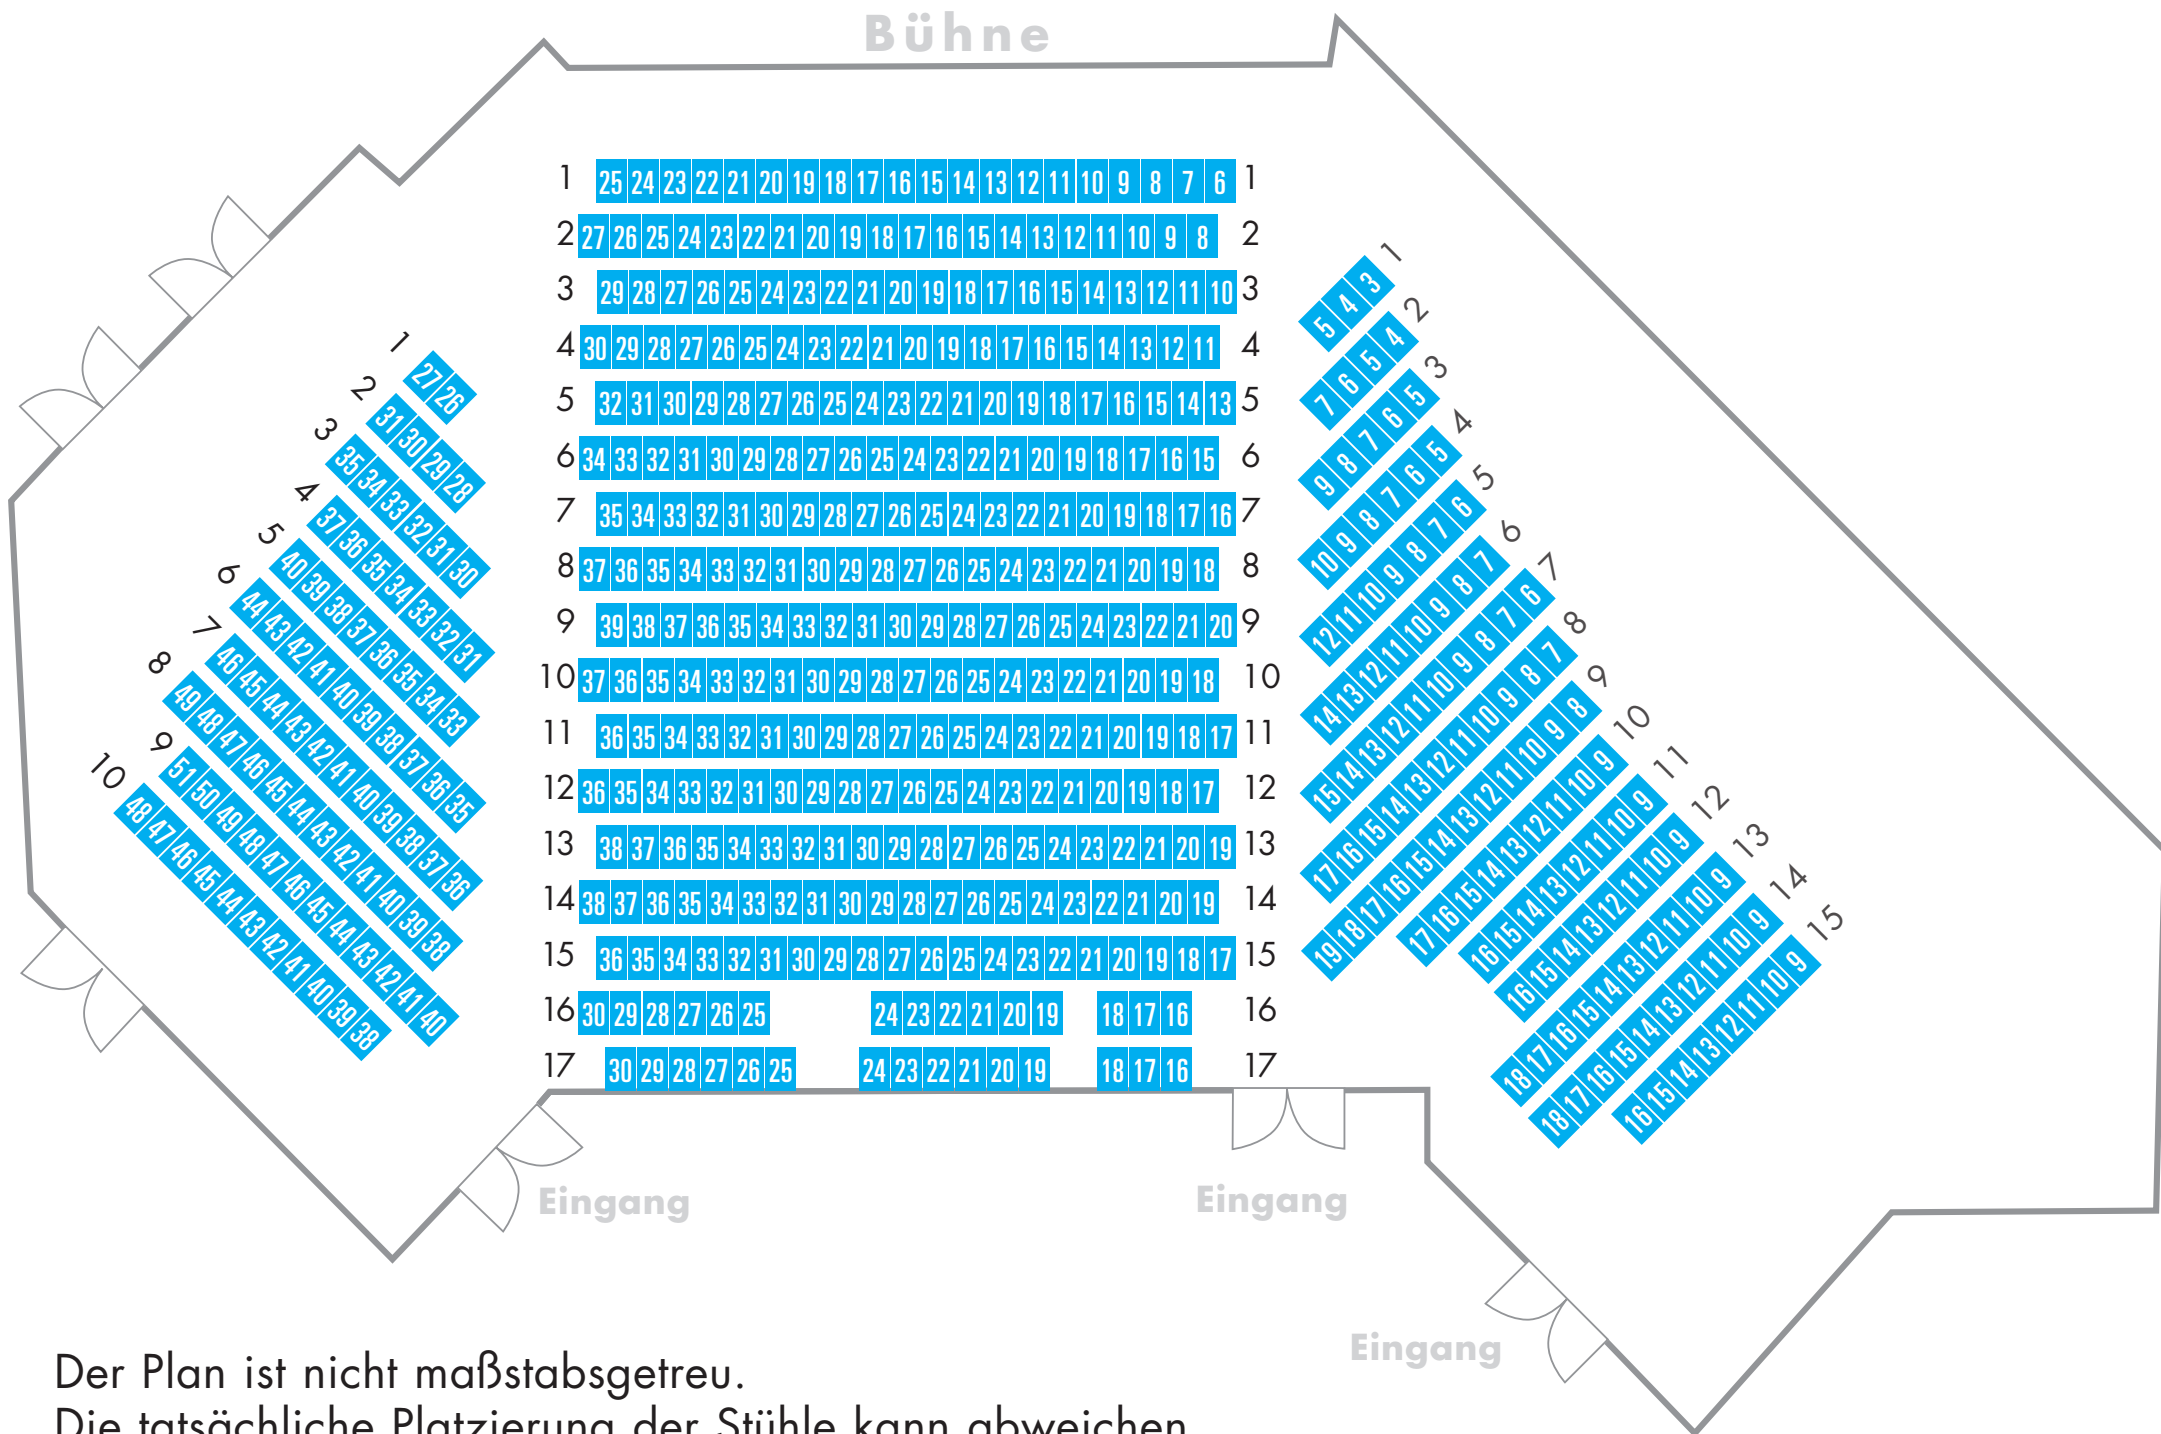 Bühne
1 25 24 23 22 21 20 19 18 17 16 15 14 13 12 11 10 9 8 7 6 1
2 27 26 25 24 23 22 21 20 19 18 17 16 15 14 13 12 11 10 9 8 2
3 29 28 27 26 25 24 23 22 21 20 19 18 17 16 15 14 13 12 11 10 3
4 30 29 28 27 26 25 24 23 22 21 20 19 18 17 16 15 14 13 12 11 4
5 32 31 30 29 28 27 26 25 24 23 22 21 20 19 18 17 16 15 14 13 5
6 34 33 32 31 30 29 28 27 26 25 24 23 22 21 20 19 18 17 16 15 6
7 35 34 33 32 31 30 29 28 27 26 25 24 23 22 21 20 19 18 17 16 7
8 37 36 35 34 33 32 31 30 29 28 27 26 25 24 23 22 21 20 19 18 8
9 39 38 37 36 35 34 33 32 31 30 29 28 27 26 25 24 23 22 21 20 9
10 37 36 35 34 33 32 31 30 29 28 27 26 25 24 23 22 21 20 19 18 10
11 36 35 34 33 32 31 30 29 28 27 26 25 24 23 22 21 20 19 18 17 11
12 36 35 34 33 32 31 30 29 28 27 26 25 24 23 22 21 20 19 18 17 12
13 38 37 36 35 34 33 32 31 30 29 28 27 26 25 24 23 22 21 20 19 13
14 38 37 36 35 34 33 32 31 30 29 28 27 26 25 24 23 22 21 20 19 14
15 36 35 34 33 32 31 30 29 28 27 26 25 24 23 22 21 20 19 18 17 15
16 30 29 28 27 26 25 24 23 22 21 20 19 18 17 16 16
17 30 29 28 27 26 25 24 23 22 21 20 19 18 17 16 17
1 27 26
2 31 30 29 28
3 35 34 33 32 31 30
4 37 36 35 34 33 32 31
5 40 39 38 37 36 35 34 33
6 44 43 42 41 40 39 38 37 36 35
7 46 45 44 43 42 41 40 39 38 37 36
8 49 48 47 46 45 44 43 42 41 40 39 38
9 51 50 49 48 47 46 45 44 43 42 41 40
10 48 47 46 45 44 43 42 41 40 39 38
5 4 3 1
7 6 5 4 2
9 8 7 6 5 3
10 9 8 7 6 5 4
12 11 10 9 8 7 6 5
14 13 12 11 10 9 8 7 6
15 14 13 12 11 10 9 8 7 6 7
17 16 15 14 13 12 11 10 9 8 7 8
19 18 17 16 15 14 13 12 11 10 9 8 9
17 16 15 14 13 12 11 10 9 10
16 15 14 13 12 11 10 9 11
16 15 14 13 12 11 10 9 12
18 17 16 15 14 13 12 11 10 9 13
18 17 16 15 14 13 12 11 10 9 14
16 15 14 13 12 11 10 9 15
Eingang
Eingang
Eingang
Der Plan ist nicht maßstabsgetreu.
Die tatsächliche Platzierung der Stühle kann abweichen